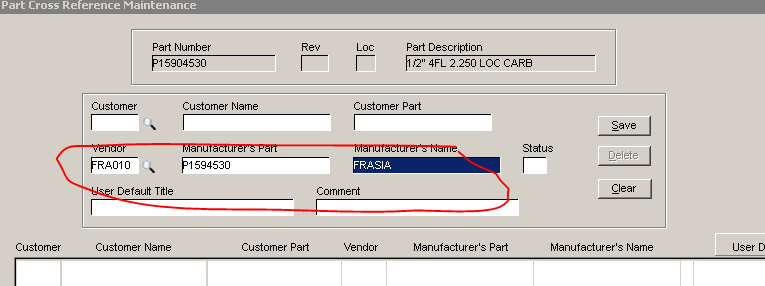 Part Cross Reference Maintenance
Part Number Rev Loc Part Description
P15904530 1/2" 4FL 2.250 LOC CARB
Customer Customer Name Customer Part
Save
Vendor Manufacturer's Part Manufacturer's Name Status
Delete
FRA010 P1594530 FRASIA
Clear
User Default Title Comment
Customer Customer Name Customer Part Vendor Manufacturer's Part Manufacturer's Name User D